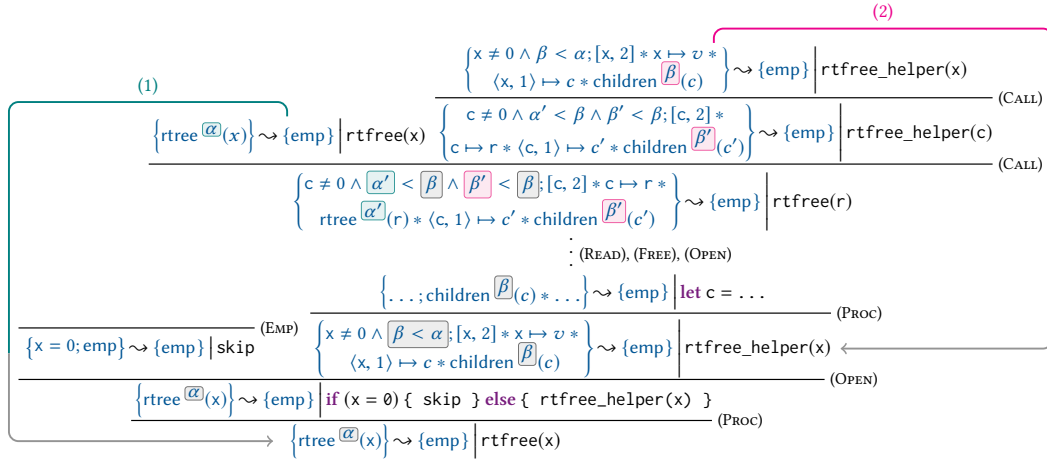 (2)
{x ≠ 0 ∧ β < α; [x, 2] * x ↦ v *
⟨x, 1⟩ ↦ c * children^β(c)} ⤳ {emp} | rtfree_helper(x)
(1)
(CALL)
{rtree^α(x)} ⤳ {emp} | rtfree(x) {c ≠ 0 ∧ α′ < β ∧ β′ < β; [c, 2] *
c ↦ r * ⟨c, 1⟩ ↦ c′ * children^β′(c′)} ⤳ {emp} | rtfree_helper(c)
(CALL)
{c ≠ 0 ∧ α′ < β ∧ β′ < β; [c, 2] * c ↦ r *
rtree^α′(r) * ⟨c, 1⟩ ↦ c′ * children^β′(c′)} ⤳ {emp} | rtfree(r)
(READ), (FREE), (OPEN)
{...; children^β(c) * ...} ⤳ {emp} | let c = ...
(PROC)
(EMP)
{x = 0; emp} ⤳ {emp} | skip {x ≠ 0 ∧ β < α; [x, 2] * x ↦ v *
⟨x, 1⟩ ↦ c * children^β(c)} ⤳ {emp} | rtfree_helper(x)
(OPEN)
{rtree^α(x)} ⤳ {emp} | if (x = 0) { skip } else { rtfree_helper(x) }
(PROC)
{rtree^α(x)} ⤳ {emp} | rtfree(x)